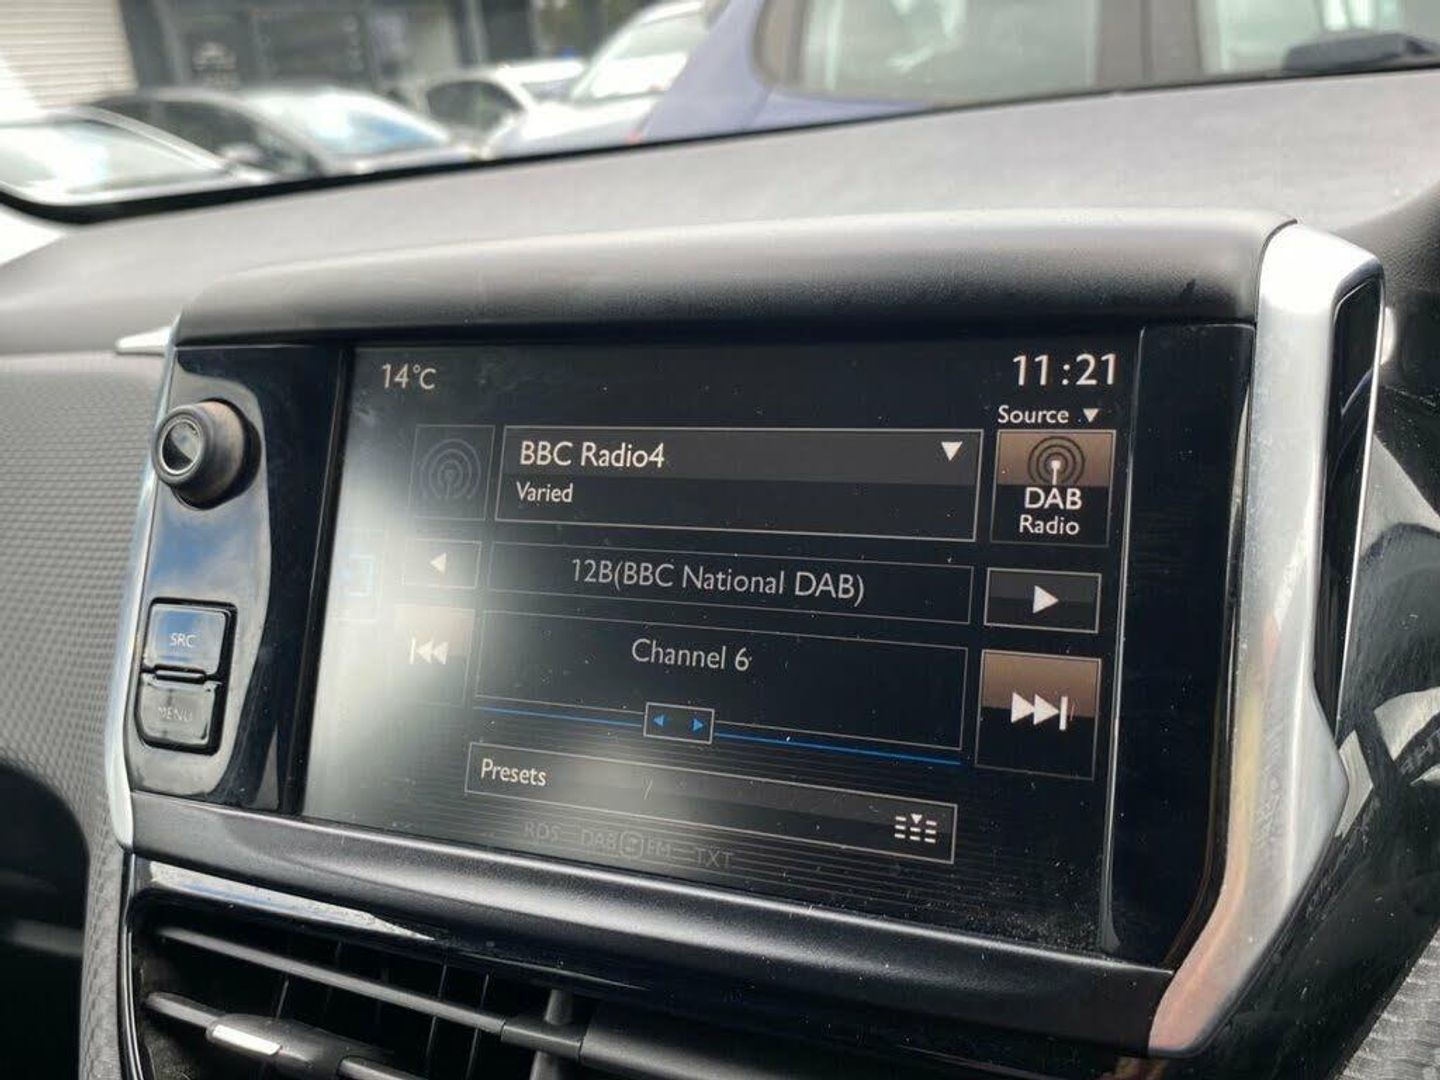 14°C
11:21
Source
BBC Radio4
Varied
DAB
Radio
12B(BBC National DAB)
SRC
Channel 6
MENU
Presets
RDS DAB FM TXT